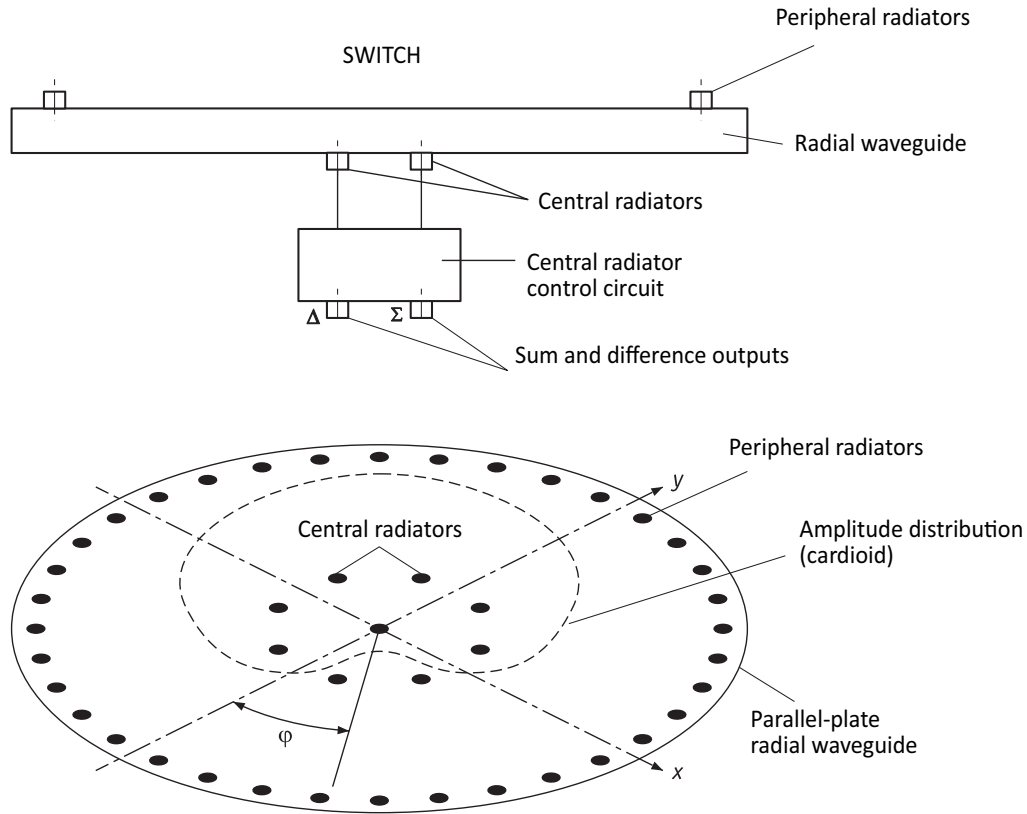 Peripheral radiators
SWITCH
Radial waveguide
Central radiators
Central radiator
control circuit
Δ
Σ
Sum and difference outputs
Peripheral radiators
y
Central radiators
Amplitude distribution
(cardioid)
φ
Parallel-plate
radial waveguide
x